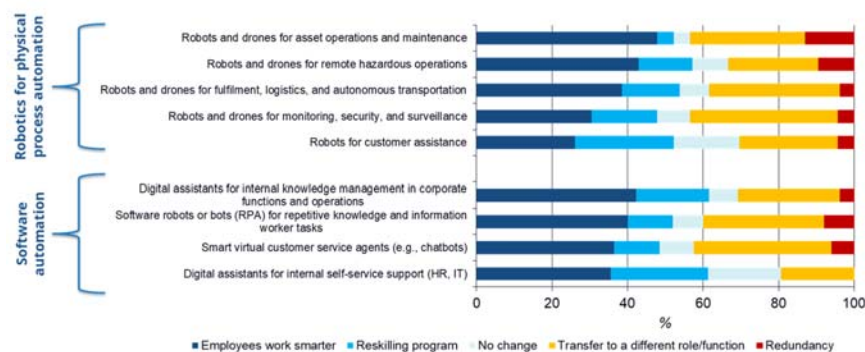 Robotics for physical
process automation
Robots and drones for asset operations and maintenance
Robots and drones for remote hazardous operations
Robots and drones for fulfilment, logistics, and autonomous transportation
Robots and drones for monitoring, security, and surveillance
Robots for customer assistance
Software
automation
Digital assistants for internal knowledge management in corporate
functions and operations
Software robots or bots (RPA) for repetitive knowledge and information
worker tasks
Smart virtual customer service agents (e.g., chatbots)
Digital assistants for internal self-service support (HR, IT)
0 20 40 60 80 100
%
Employees work smarter Reskilling program No change Transfer to a different role/function Redundancy